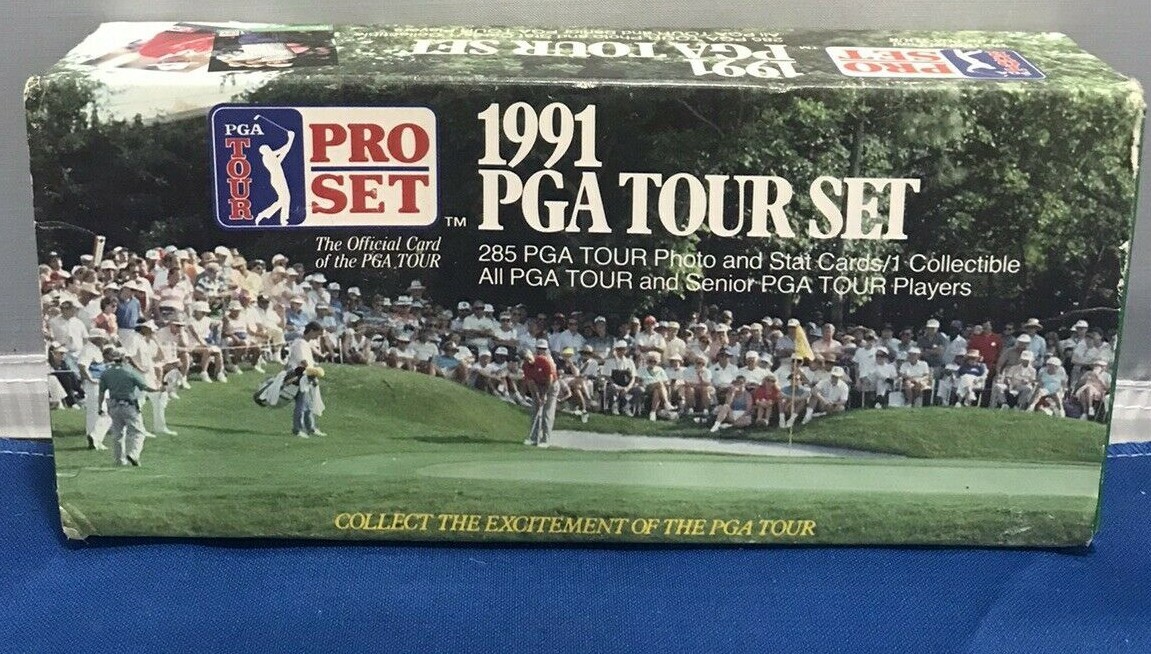 1991
PGA TOUR SET
PRO
SET
PGA
TOUR
PRO
SET
™
The Official Card
of the PGA TOUR
1991
PGA TOUR SET
285 PGA TOUR Photo and Stat Cards/1 Collectible
All PGA TOUR and Senior PGA TOUR Players
COLLECT THE EXCITEMENT OF THE PGA TOUR